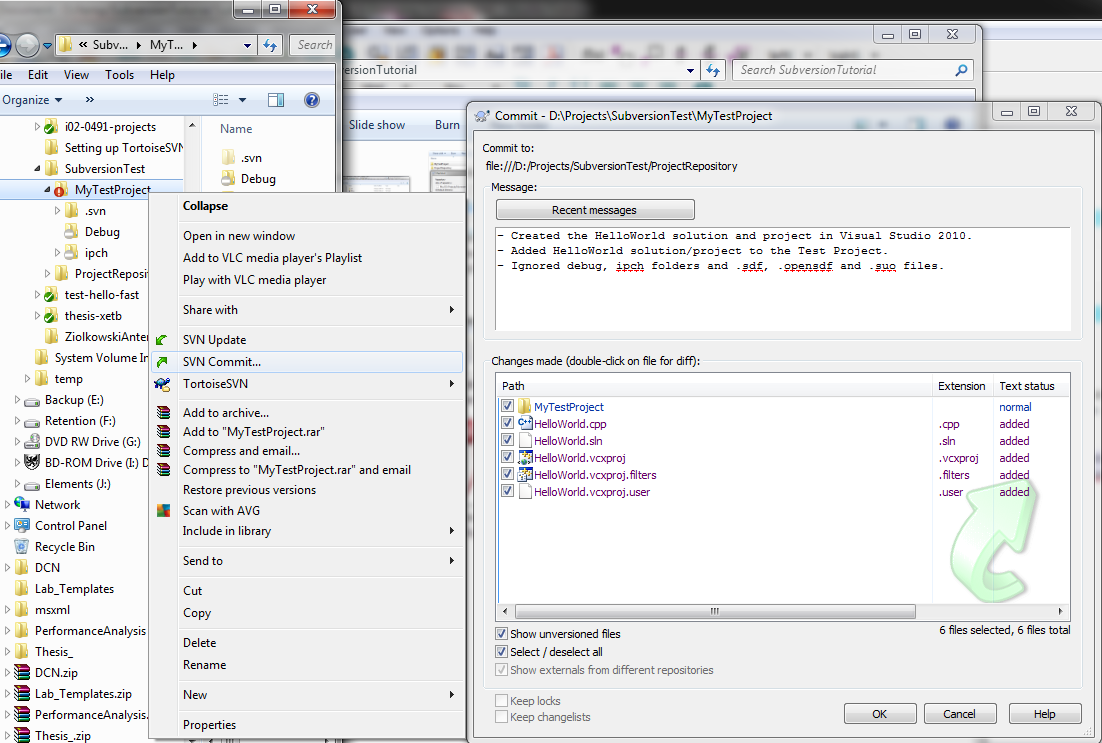 « Subv... ▸ MyT... ▸
Search
ile Edit View Tools Help
Organize »
i02-0491-projects
Setting up TortoiseSVN
SubversionTest
MyTestProject
.svn
Debug
ipch
ProjectReposi
test-hello-fast
thesis-xetb
ZiolkowskiAnter
System Volume In
temp
Backup (E:)
Retention (F:)
DVD RW Drive (G:)
BD-ROM Drive (I:) D
Elements (J:)
Network
Control Panel
Recycle Bin
DCN
Lab_Templates
msxml
PerformanceAnalysis
Thesis_
DCN.zip
Lab_Templates.zip
PerformanceAnalysis.
Thesis_.zip
Name
.svn
Debug
Collapse
Open in new window
Add to VLC media player's Playlist
Play with VLC media player
Share with
SVN Update
SVN Commit...
TortoiseSVN
Add to archive...
Add to "MyTestProject.rar"
Compress and email...
Compress to "MyTestProject.rar" and email
Restore previous versions
Scan with AVG
Include in library
Send to
Cut
Copy
Delete
Rename
New
Properties
ersionTutorial
Search SubversionTutorial
Slide show Burn
Commit - D:\Projects\SubversionTest\MyTestProject
Commit to:
file:///D:/Projects/SubversionTest/ProjectRepository
Message:
Recent messages
- Created the HelloWorld solution and project in Visual Studio 2010.
- Added HelloWorld solution/project to the Test Project.
- Ignored debug, ipch folders and .sdf, .opensdf and .suo files.
Changes made (double-click on file for diff):
Path Extension Text status
MyTestProject normal
HelloWorld.cpp .cpp added
HelloWorld.sln .sln added
HelloWorld.vcxproj .vcxproj added
HelloWorld.vcxproj.filters .filters added
HelloWorld.vcxproj.user .user added
Show unversioned files 6 files selected, 6 files total
Select / deselect all
Show externals from different repositories
Keep locks
Keep changelists
OK Cancel Help